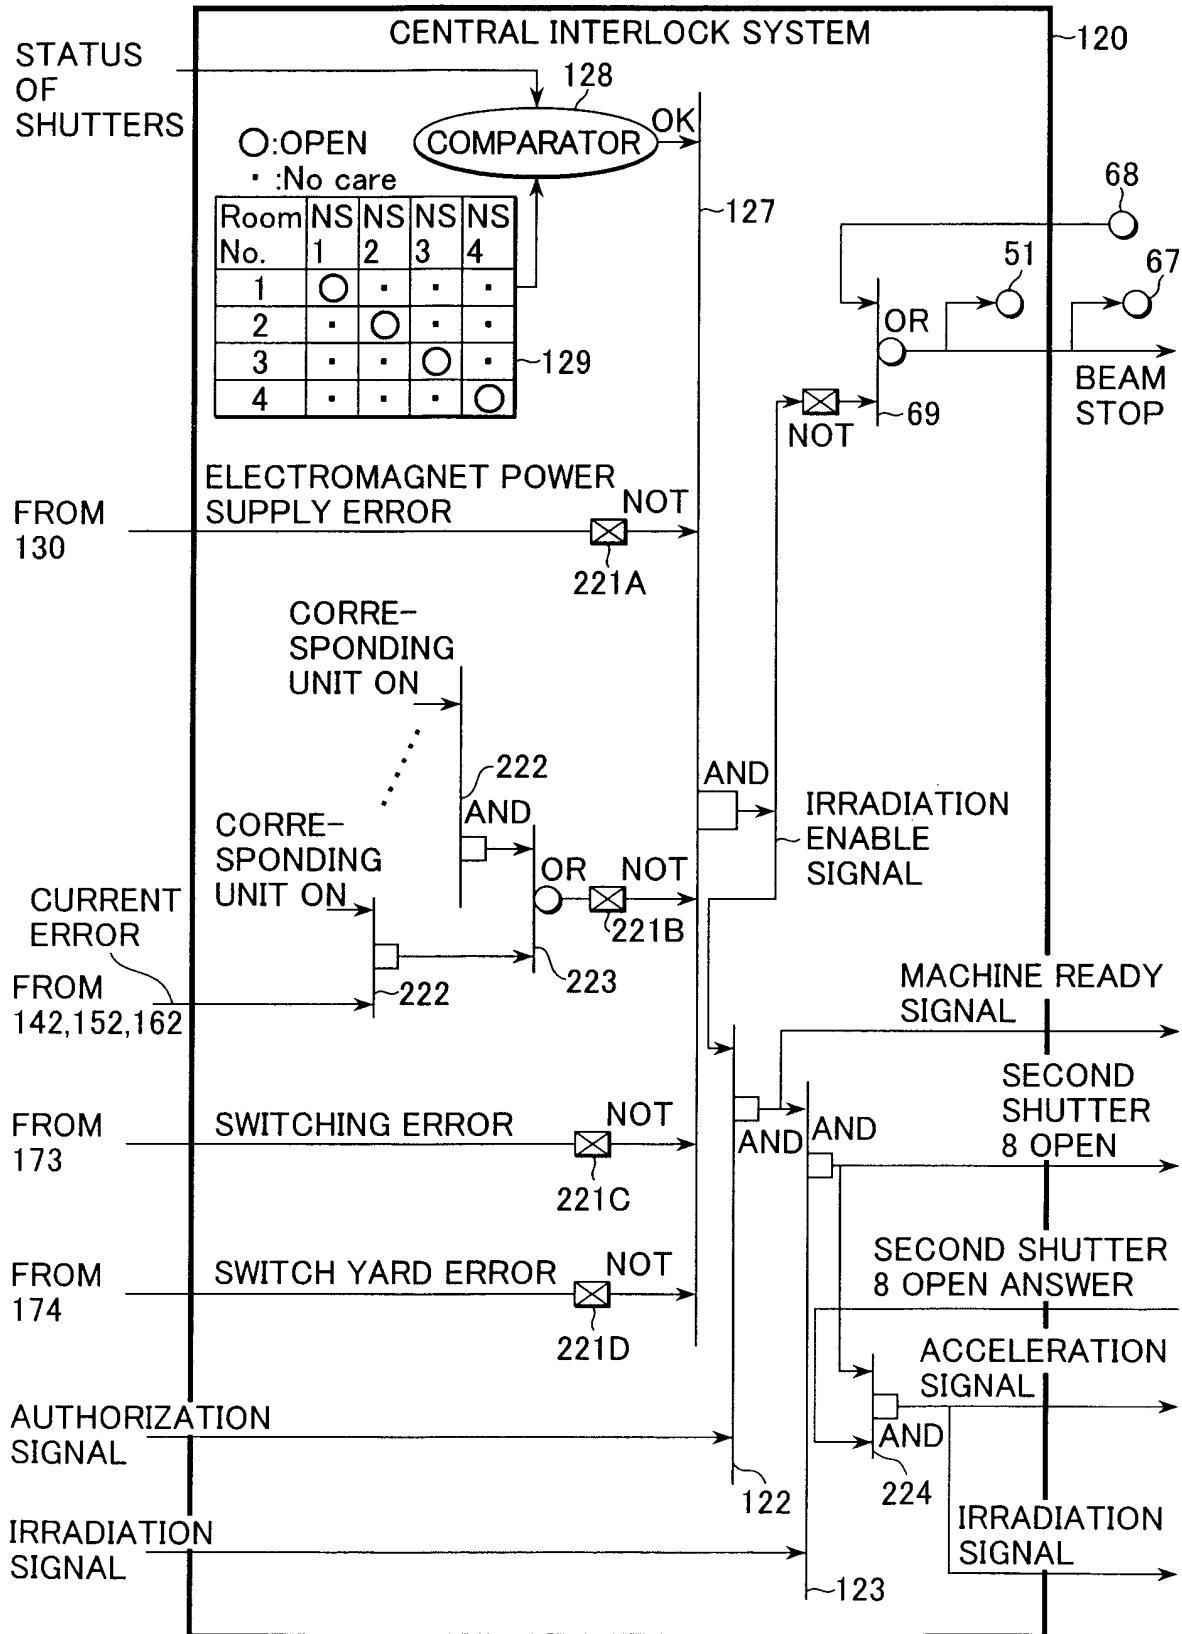 CENTRAL INTERLOCK SYSTEM
120
STATUS
OF
SHUTTERS
128
COMPARATOR
OK
○:OPEN
・:No care
Room No. NS 1 NS 2 NS 3 NS 4
1 ○ ・ ・ ・
2 ・ ○ ・ ・
3 ・ ・ ○ ・
4 ・ ・ ・ ○
129
127
68
51
67
OR
BEAM
STOP
69
NOT
ELECTROMAGNET POWER
SUPPLY ERROR
NOT
FROM
130
221A
CORRE-
SPONDING
UNIT ON
222
AND
AND
IRRADIATION
ENABLE
SIGNAL
CORRE-
SPONDING
UNIT ON
OR
NOT
221B
223
CURRENT
ERROR
FROM
142,152,162
222
MACHINE READY
SIGNAL
SECOND
SHUTTER
8 OPEN
FROM
173
SWITCHING ERROR
NOT
221C
AND
AND
FROM
174
SWITCH YARD ERROR
NOT
221D
SECOND SHUTTER
8 OPEN ANSWER
ACCELERATION
SIGNAL
AND
224
AUTHORIZATION
SIGNAL
122
IRRADIATION
SIGNAL
IRRADIATION
SIGNAL
123